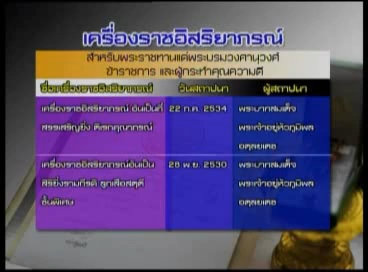 เครื่องราชอิสริยาภรณ์
สำหรับพระราชทานแด่พระบรมวงศานุวงศ์
ข้าราชการ และผู้กระทำคุณความดี
ชื่อเครื่องราชอิสริยาภรณ์ วันสถาปนา ผู้สถาปนา
เครื่องราชอิสริยาภรณ์ อันเป็นที่ 22 ก.ค. 2534 พระบาทสมเด็จ
สรรเสริญยิ่ง ดิเรกคุณาภรณ์ พระเจ้าอยู่หัวภูมิพล
อดุลยเดช
เครื่องราชอิสริยาภรณ์อันเป็น 28 พ.ย. 2530 พระบาทสมเด็จ
สิริยิ่งรามกีรติ ลูกเสือสดุดี พระเจ้าอยู่หัวภูมิพล
ชั้นพิเศษ อดุลยเดช